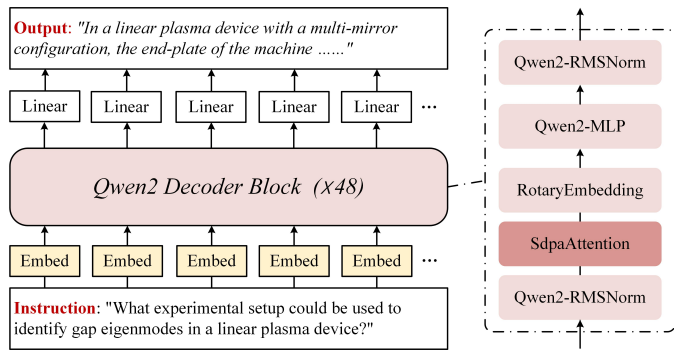 Output: "In a linear plasma device with a multi-mirror
configuration, the end-plate of the machine ......"
Linear Linear Linear Linear Linear ...
Qwen2 Decoder Block (×48)
Embed Embed Embed Embed Embed ...
Instruction: "What experimental setup could be used to
identify gap eigenmodes in a linear plasma device?"
Qwen2-RMSNorm
Qwen2-MLP
RotaryEmbedding
SdpaAttention
Qwen2-RMSNorm